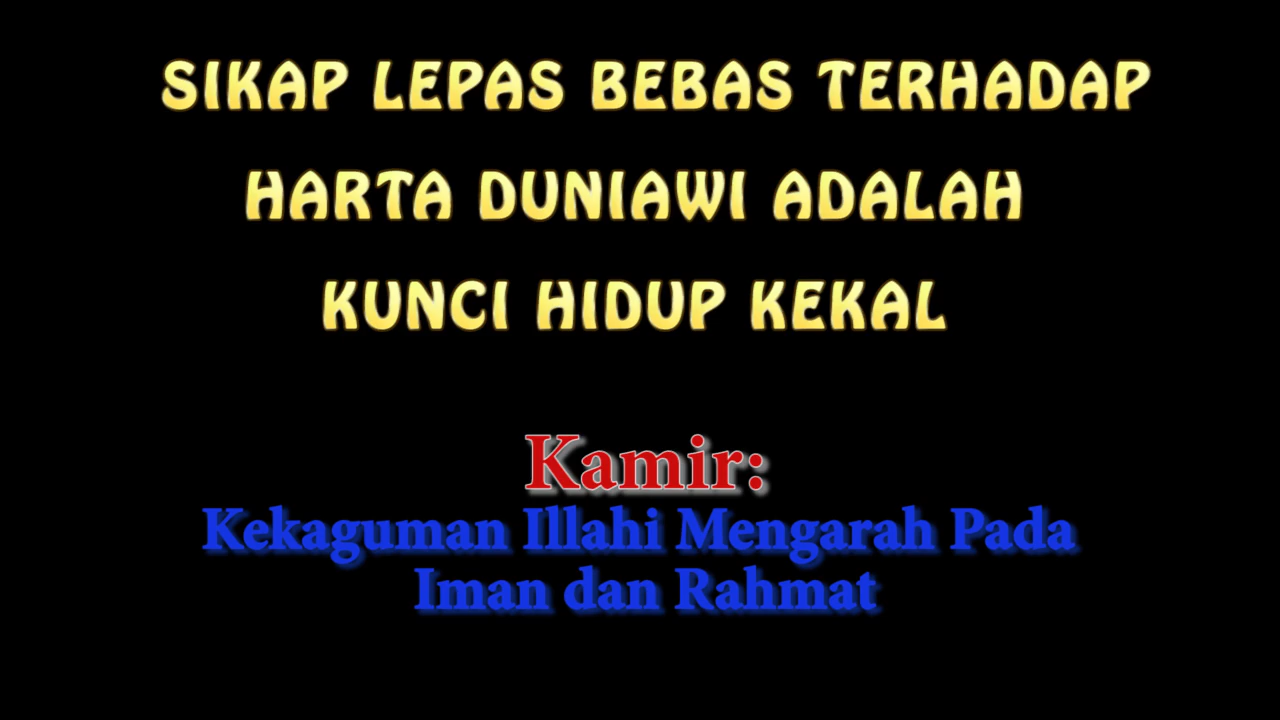 SIKAP LEPAS BEBAS TERHADAP
HARTA DUNIAWI ADALAH
KUNCI HIDUP KEKAL
Kamir:
Kekaguman Illahi Mengarah Pada
Iman dan Rahmat